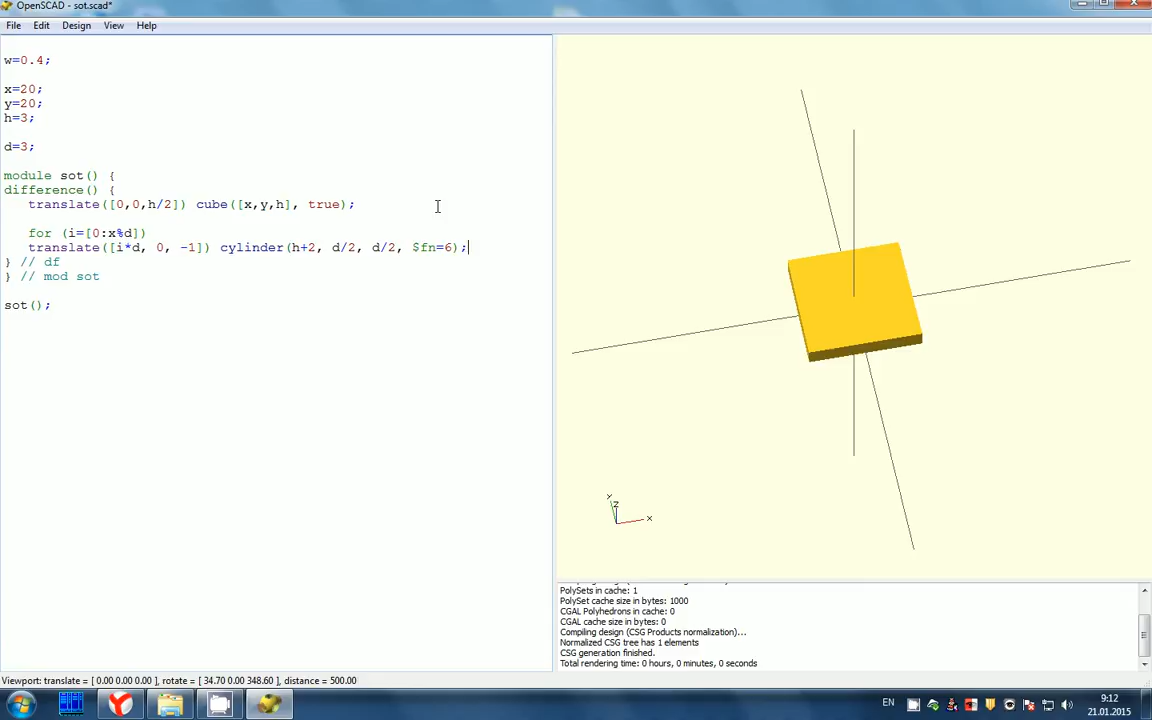 OpenSCAD - sot.scad*
File Edit Design View Help
w=0.4;
x=20;
y=20;
h=3;
d=3;
module sot() {
difference() {
translate([0,0,h/2]) cube([x,y,h], true);
for (i=[0:x%d])
translate([i*d, 0, -1]) cylinder(h+2, d/2, d/2, $fn=6);
} // df
} // mod sot
sot();
Y
Z
X
PolySets in cache: 1
PolySet cache size in bytes: 1000
CGAL Polyhedrons in cache: 0
CGAL cache size in bytes: 0
Compiling design (CSG Products normalization)...
Normalized CSG tree has 1 elements
CSG generation finished.
Total rendering time: 0 hours, 0 minutes, 0 seconds
Viewport: translate = [ 0.00 0.00 0.00 ], rotate = [ 34.70 0.00 348.60 ], distance = 500.00
EN
9:12
21.01.2015